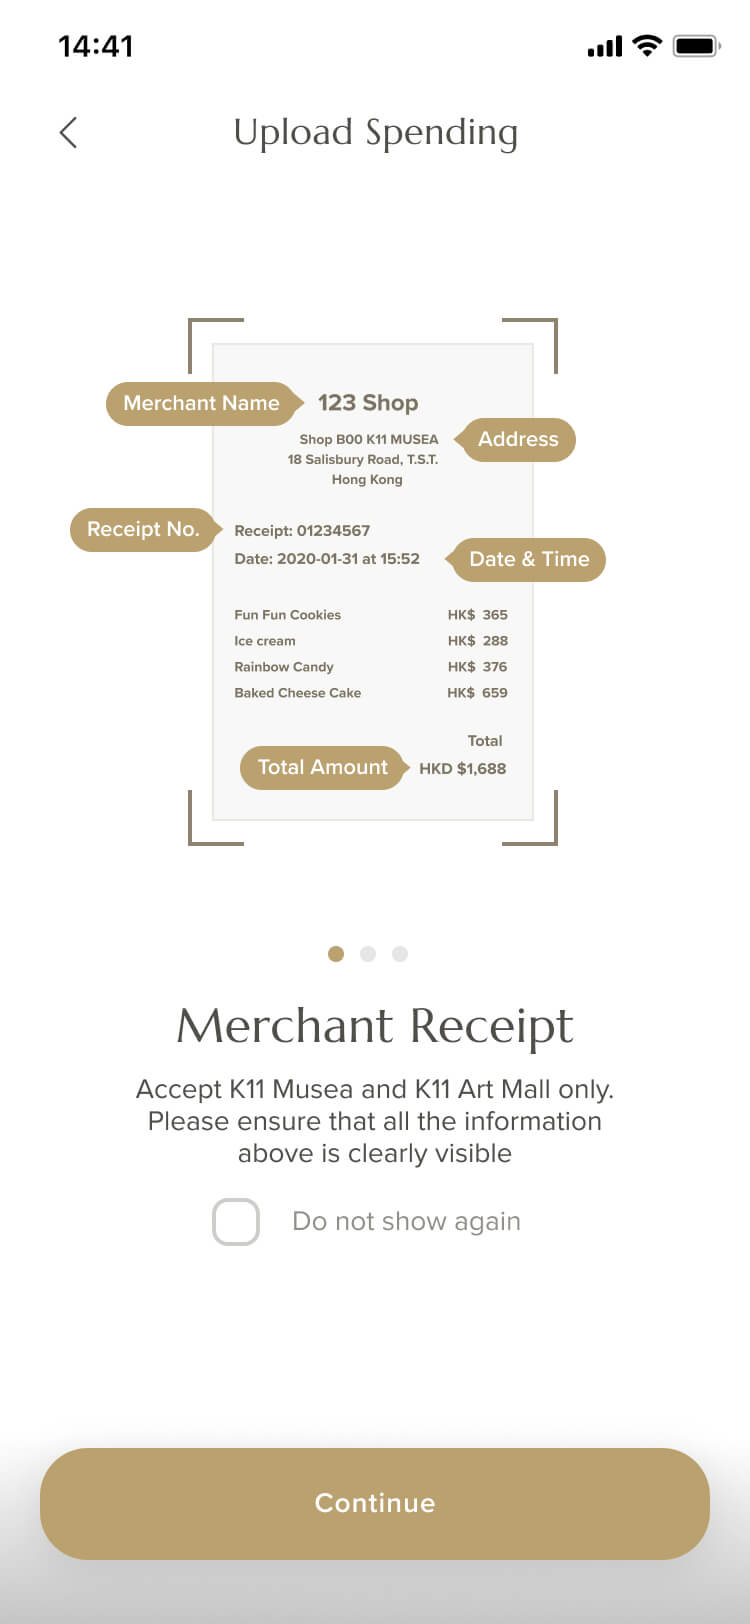 14:41
Upload Spending
Merchant Name
123 Shop
Shop B00 K11 MUSEA
Address
18 Salisbury Road, T.S.T.
Hong Kong
Receipt No.
Receipt: 01234567
Date: 2020-01-31 at 15:52
Date & Time
Fun Fun Cookies HK$ 365
Ice cream HK$ 288
Rainbow Candy HK$ 376
Baked Cheese Cake HK$ 659
Total
Total Amount
HKD $1,688
Merchant Receipt
Accept K11 Musea and K11 Art Mall only.
Please ensure that all the information
above is clearly visible
Do not show again
Continue